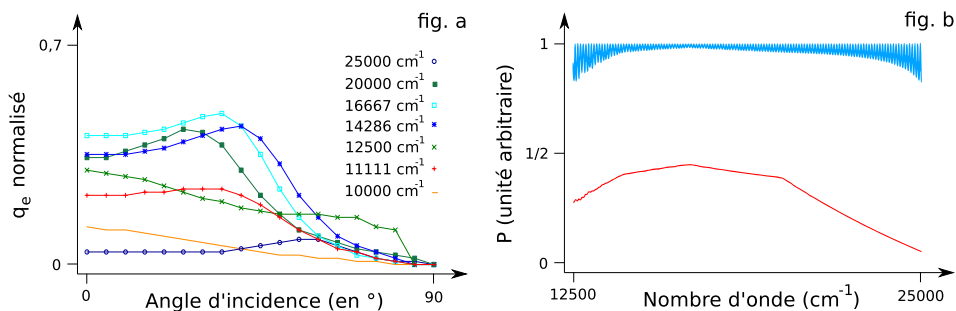 fig. a
0,7
25000 cm-1
20000 cm-1
16667 cm-1
14286 cm-1
12500 cm-1
11111 cm-1
10000 cm-1
qe normalisé
0
0
90
Angle d'incidence (en °)
fig. b
1
1/2
0
P (unité arbitraire)
12500
25000
Nombre d'onde (cm-1)